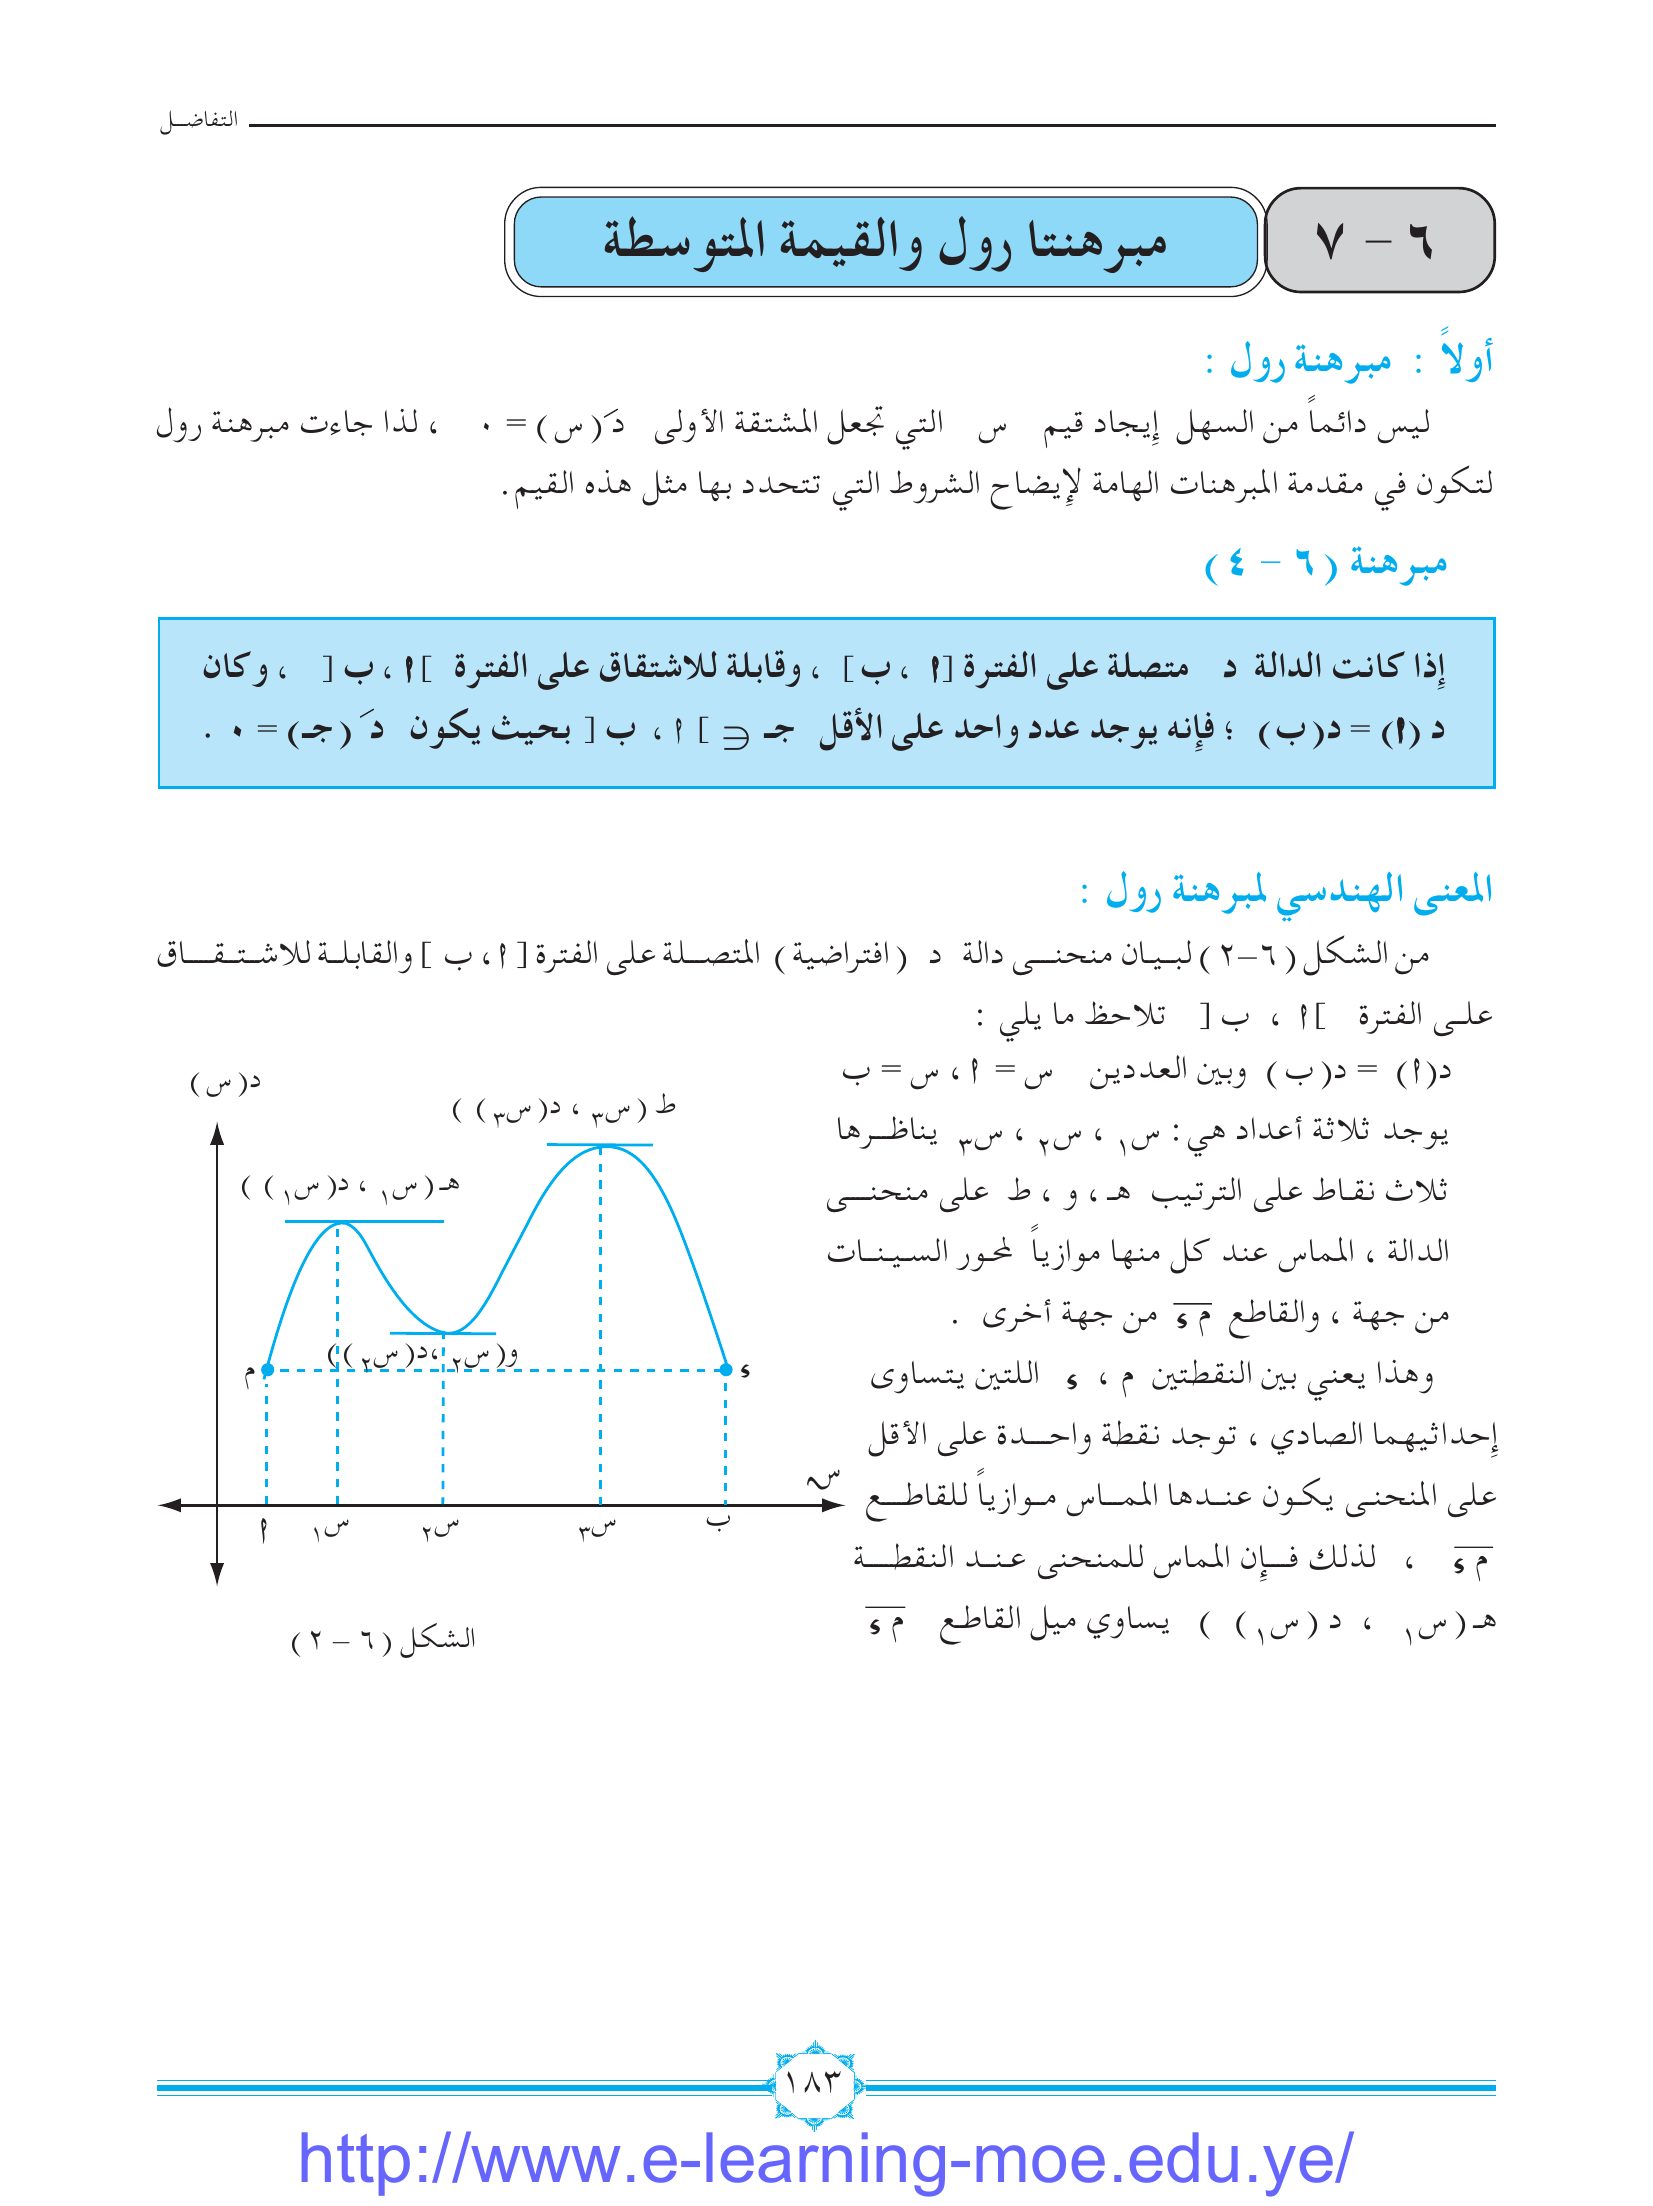 التفاضل
٦ – ٧ مبرهنتا رول والقيمة المتوسطة
أولاً : مبرهنة رول :
ليس دائماً من السهل إيجاد قيم س التي تجعل المشتقة الأولى دَ(س) = ٠ ، لذا جاءت مبرهنة رول
لتكون في مقدمة المبرهنات الهامة لإيضاح الشروط التي تتحدد بها مثل هذه القيم.
مبرهنة (٦ – ٤)
إذا كانت الدالة د متصلة على الفترة [ا ، ب] ، وقابلة للاشتقاق على الفترة ]ا ، ب[ ، وكان
د (ا) = د(ب) ؛ فإنه يوجد عدد واحد على الأقل جـ ∈ ]ا ، ب[ بحيث يكون دَ (جـ) = ٠ .
المعنى الهندسي لمبرهنة رول :
من الشكل (٦–٢) لبيان منحنى دالة د (افتراضية) المتصلة على الفترة [ا ، ب] والقابلة للاشتقاق
على الفترة ]ا ، ب[ تلاحظ ما يلي :
د(ا) = د(ب) وبين العددين س = ا ، س = ب
يوجد ثلاثة أعداد هي : س١ ، س٢ ، س٣ يناظرها
ثلاث نقاط على الترتيب هـ ، و ، ط على منحنى
الدالة ، المماس عند كل منها موازياً لمحور السينات
من جهة ، والقاطع م ء من جهة أخرى .
وهذا يعني بين النقطتين م ، ء اللتين يتساوى
إحداثيهما الصادي ، توجد نقطة واحدة على الأقل
على المنحنى يكون عندها المماس موازياً للقاطع
م ء ، لذلك فإن المماس للمنحنى عند النقطة
هـ (س١ ، د (س١) ) يساوي ميل القاطع م ء
د(س)
ط (س٣ ، د(س٣) )
هـ (س١ ، د(س١) )
و(س٢ ،د(س٢))
م
ء
س
ا
س١
س٢
س٣
ب
الشكل (٦ – ٢)
١٨٣
http://www.e-learning-moe.edu.ye/